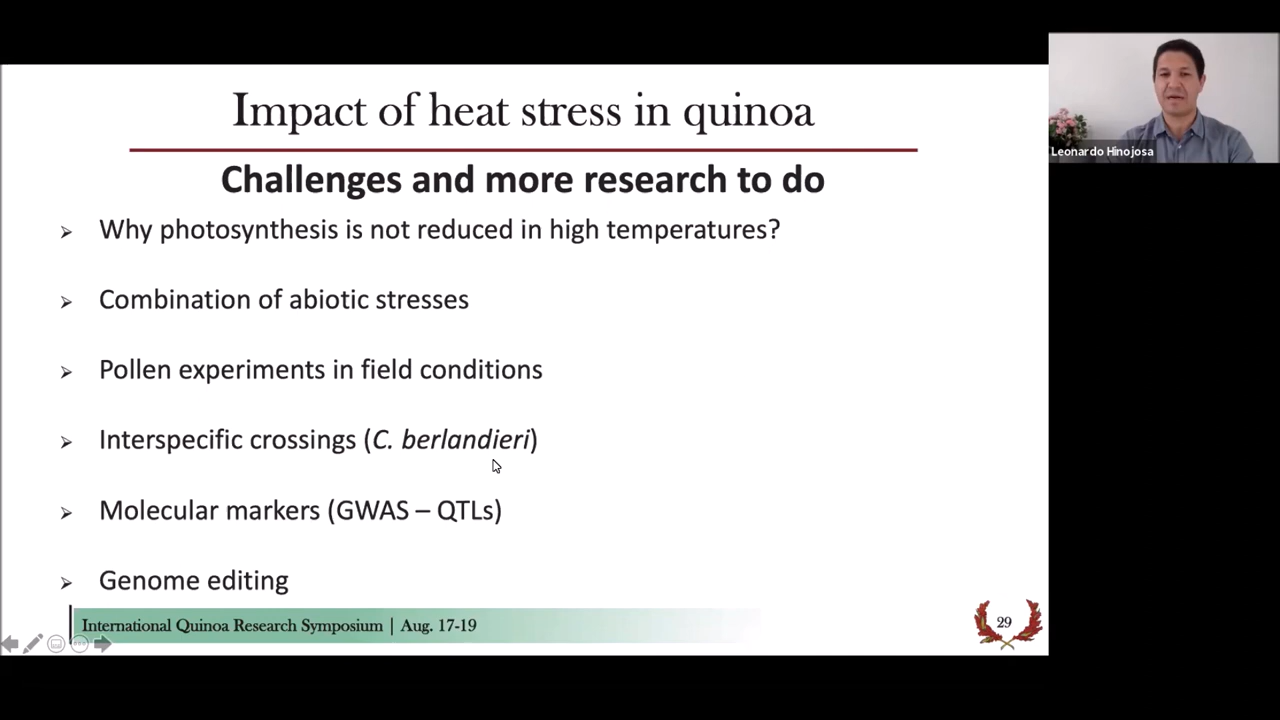 Impact of heat stress in quinoa
Challenges and more research to do
Why photosynthesis is not reduced in high temperatures?
Combination of abiotic stresses
Pollen experiments in field conditions
Interspecific crossings (C. berlandieri)
Molecular markers (GWAS – QTLs)
Genome editing
International Quinoa Research Symposium | Aug. 17-19
29
Leonardo Hinojosa